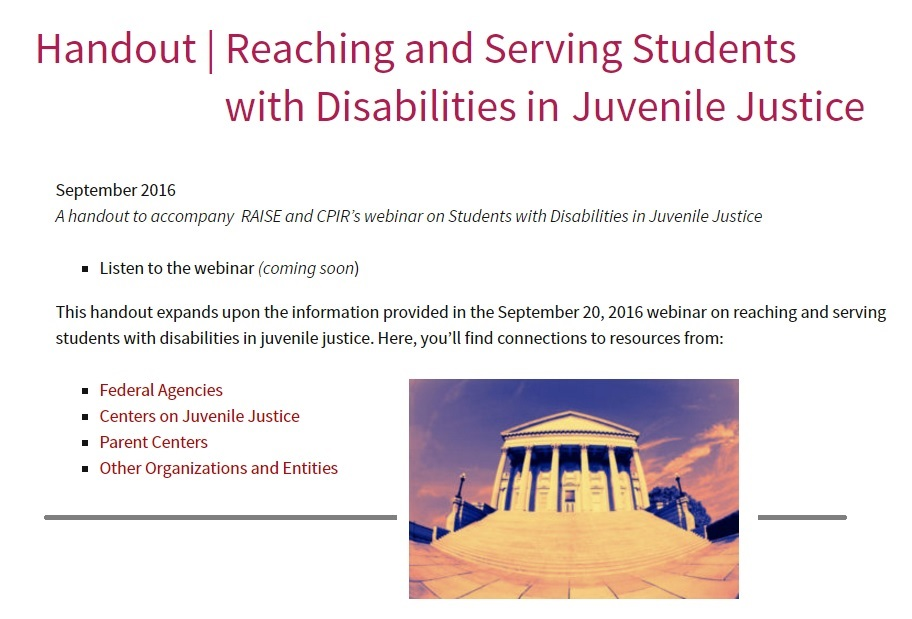 Handout | Reaching and Serving Students
with Disabilities in Juvenile Justice
September 2016
A handout to accompany  RAISE and CPIR’s webinar on Students with Disabilities in Juvenile Justice
Listen to the webinar (coming soon)
This handout expands upon the information provided in the September 20, 2016 webinar on reaching and serving
students with disabilities in juvenile justice. Here, you’ll find connections to resources from:
Federal Agencies
Centers on Juvenile Justice
Parent Centers
Other Organizations and Entities